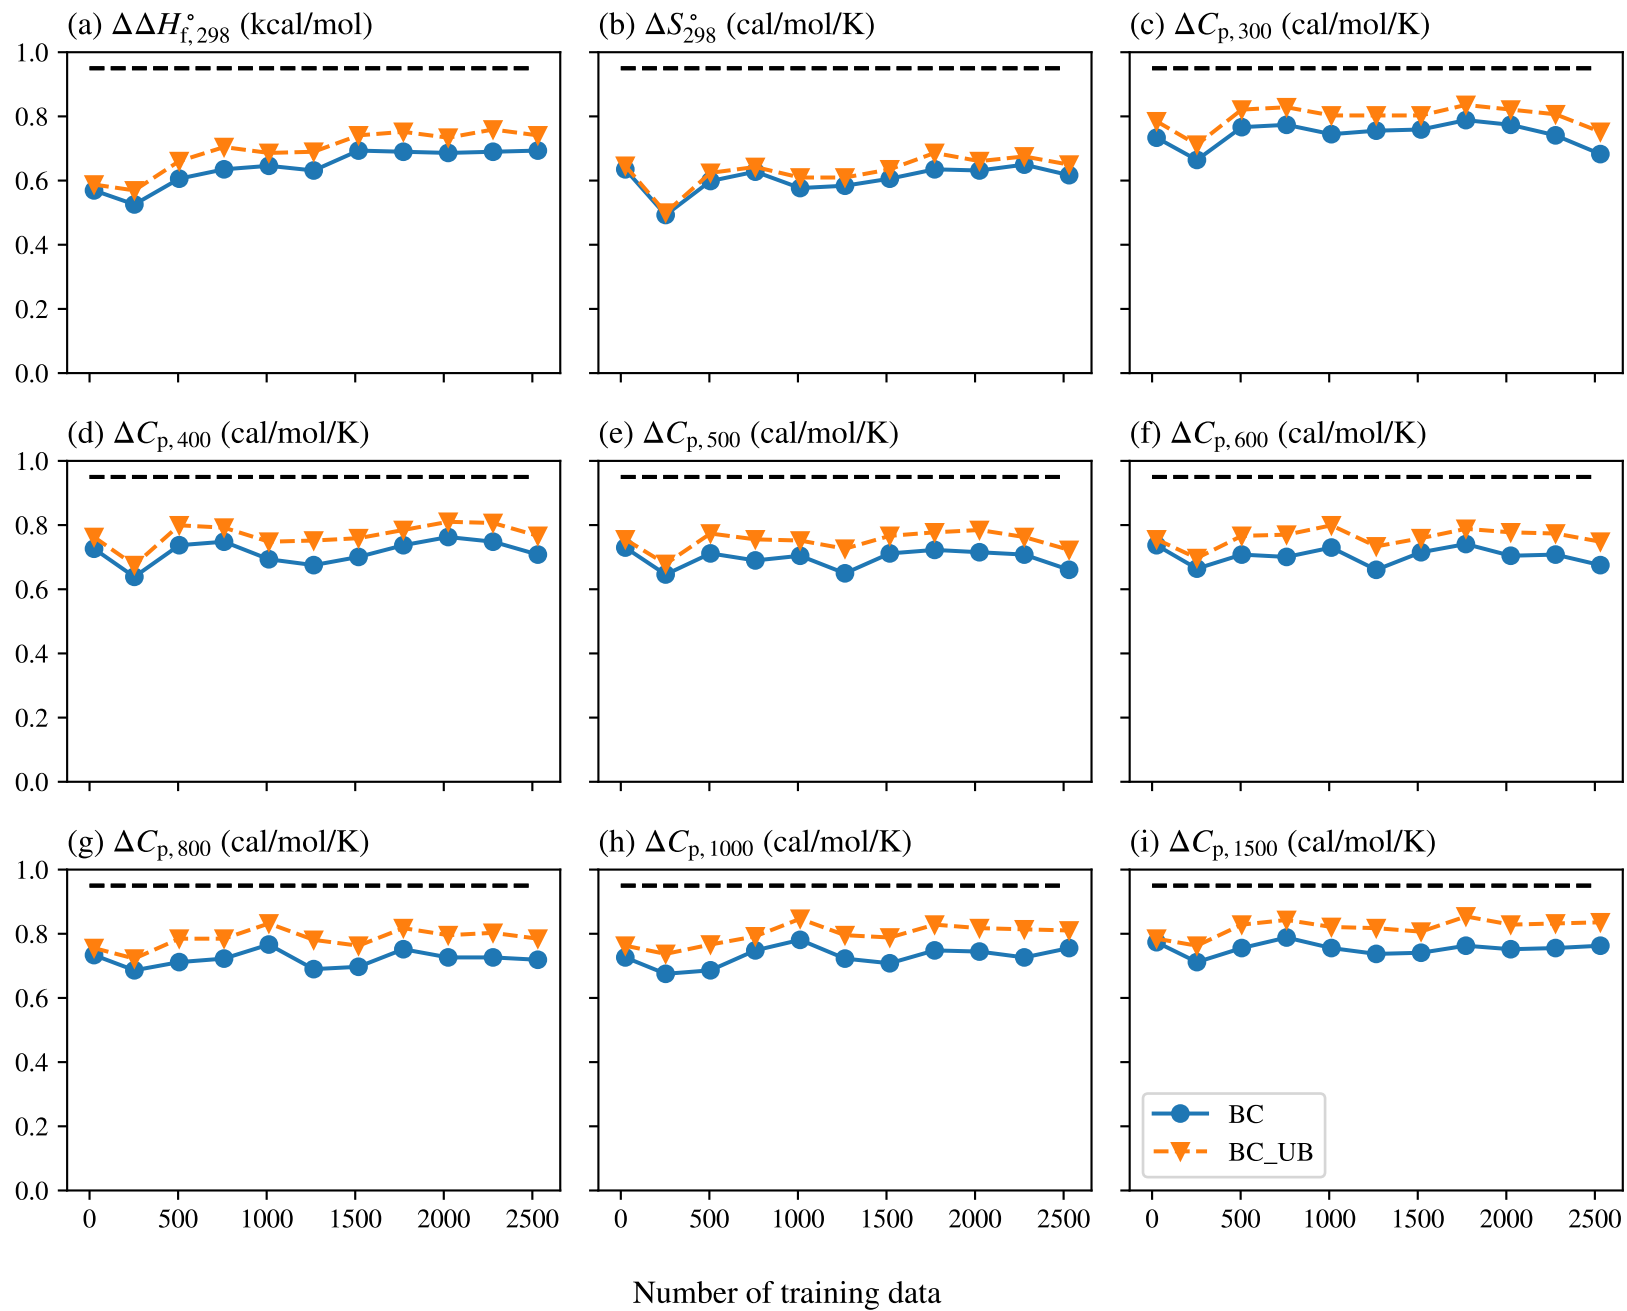 (a) ΔΔH°f,298 (kcal/mol)
(b) ΔS°298 (cal/mol/K)
(c) ΔCp,300 (cal/mol/K)
1.0
0.8
0.6
0.4
0.2
0.0
(d) ΔCp,400 (cal/mol/K)
(e) ΔCp,500 (cal/mol/K)
(f) ΔCp,600 (cal/mol/K)
1.0
0.8
0.6
0.4
0.2
0.0
(g) ΔCp,800 (cal/mol/K)
(h) ΔCp,1000 (cal/mol/K)
(i) ΔCp,1500 (cal/mol/K)
1.0
0.8
0.6
0.4
0.2
0.0
BC
BC_UB
0 500 1000 1500 2000 2500
0 500 1000 1500 2000 2500
0 500 1000 1500 2000 2500
Number of training data